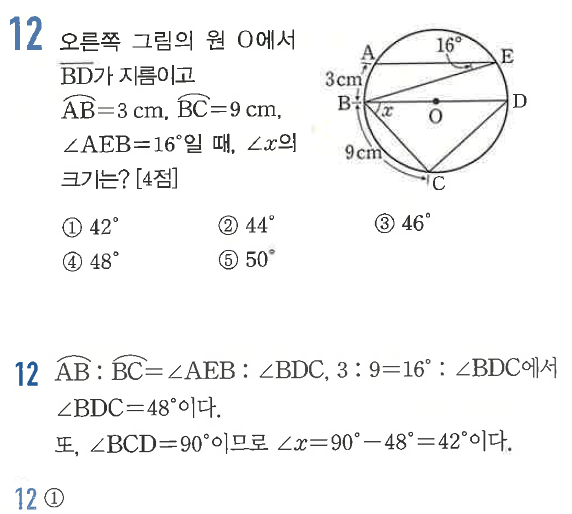 12 오른쪽 그림의 원 O에서
BD가 지름이고
AB=3 cm, BC=9 cm,
∠AEB=16°일 때, ∠x의
크기는? [4점]
A
16°
E
3cm
B
x
O
D
9cm
C
① 42° ② 44° ③ 46°
④ 48° ⑤ 50°
12 AB : BC=∠AEB : ∠BDC, 3 : 9=16° : ∠BDC에서
∠BDC=48°이다.
또, ∠BCD=90°이므로 ∠x=90°-48°=42°이다.
12 ①